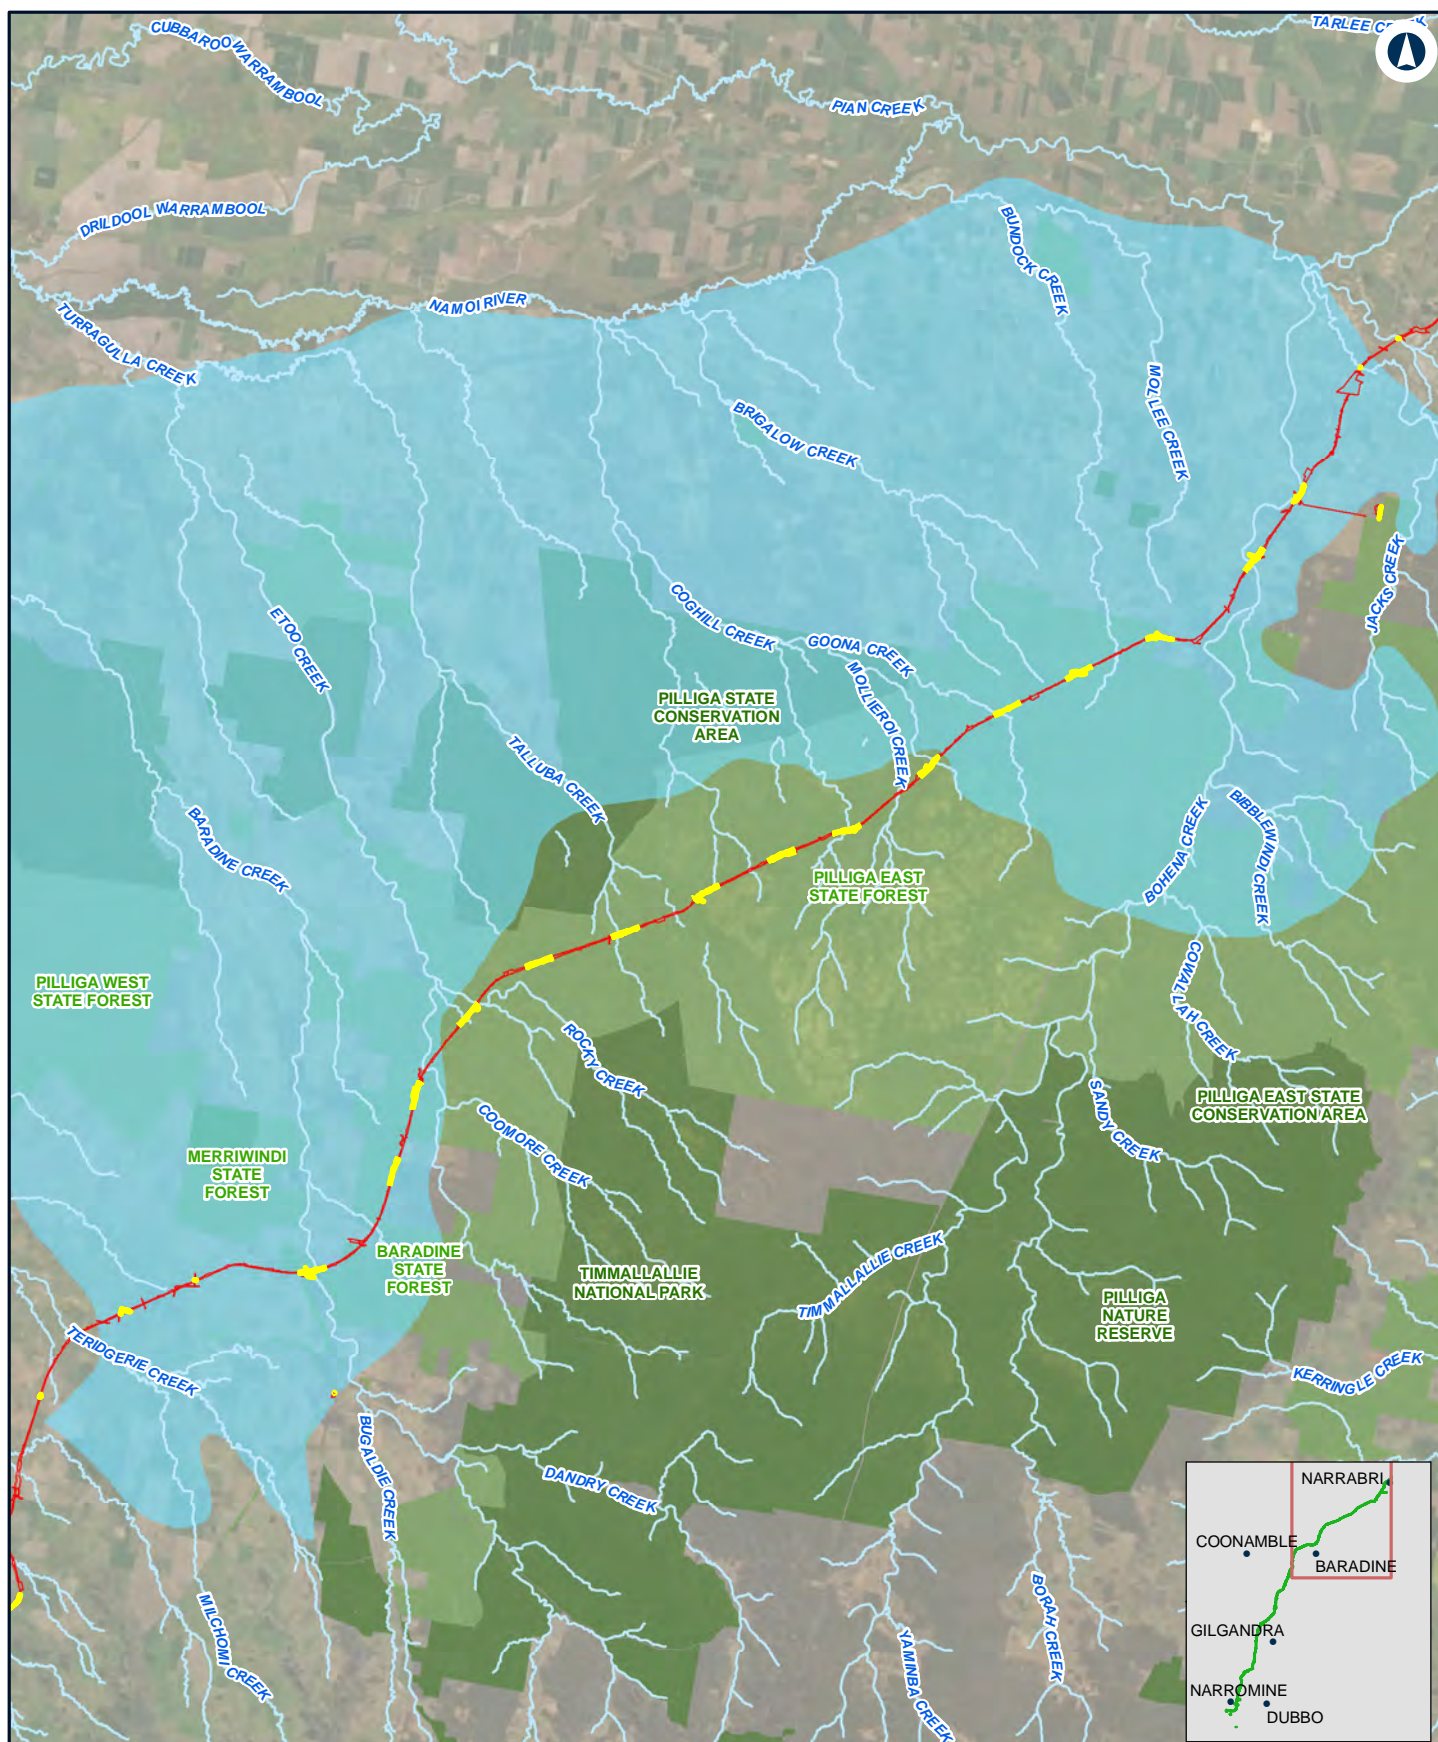 TARLEE CREEK
CUBBAROO WARRAMBOOL
PIAN CREEK
DRILDOOL WARRAMBOOL
BUNDOCK CREEK
NAMOI RIVER
TURRAGULLA CREEK
MOLLEE CREEK
BRIGALOW CREEK
JACKS CREEK
COGHILL CREEK
GOONA CREEK
ETOO CREEK
MOLLIEROI CREEK
PILLIGA STATE
CONSERVATION
AREA
TALLUBA CREEK
BARADINE CREEK
BIBBLEWINDI CREEK
BOHENA CREEK
PILLIGA EAST
STATE FOREST
COWALLAH CREEK
PILLIGA WEST
STATE FOREST
ROCKY CREEK
SANDY CREEK
PILLIGA EAST STATE
CONSERVATION AREA
COOMORE CREEK
MERRIWINDI
STATE
FOREST
BARADINE
STATE
FOREST
TIMMALLALLIE CREEK
TIMMALLALLIE
NATIONAL PARK
PILLIGA
NATURE
RESERVE
TERIDGERIE CREEK
KERRINGLE CREEK
BUGALDIE CREEK
DANDRY CREEK
BORAH CREEK
MILCHOMI CREEK
YAMINBA CREEK
NARRABRI
COONAMBLE
BARADINE
GILGANDRA
NARROMINE
DUBBO